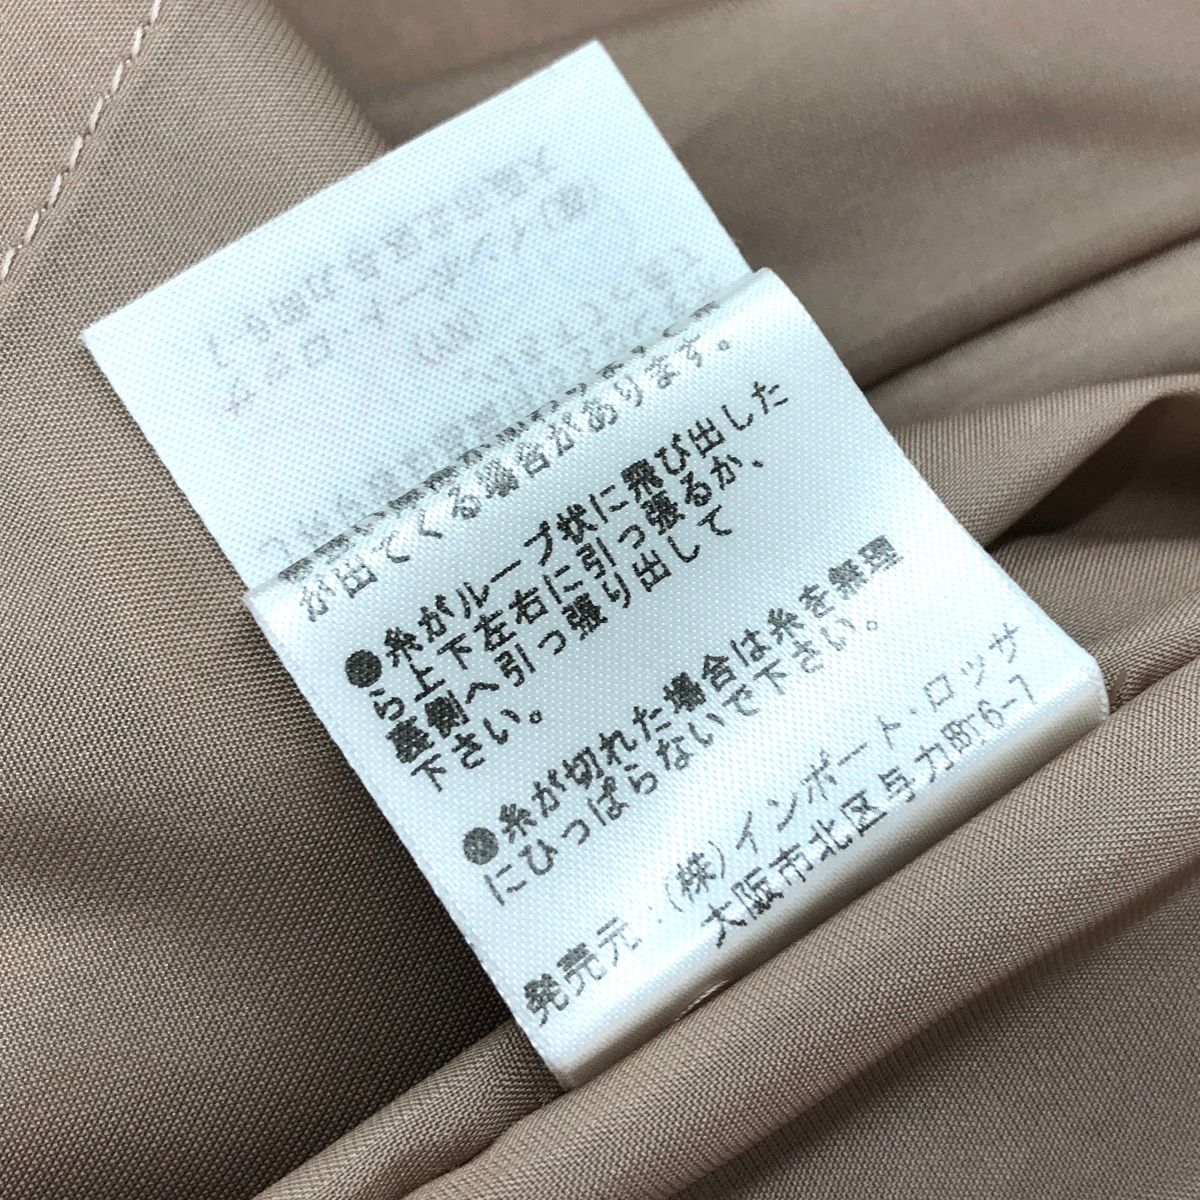 が出てくる場合があります。
●糸がループ状に飛び出した
ら上下左右に引っ張るか、
裏側へ引っ張り出して
下さい。
●糸が切れた場合は糸を無理
にひっぱらないで下さい。
発売元:(株)インポート・ロッサ
大阪市北区与力町6-7